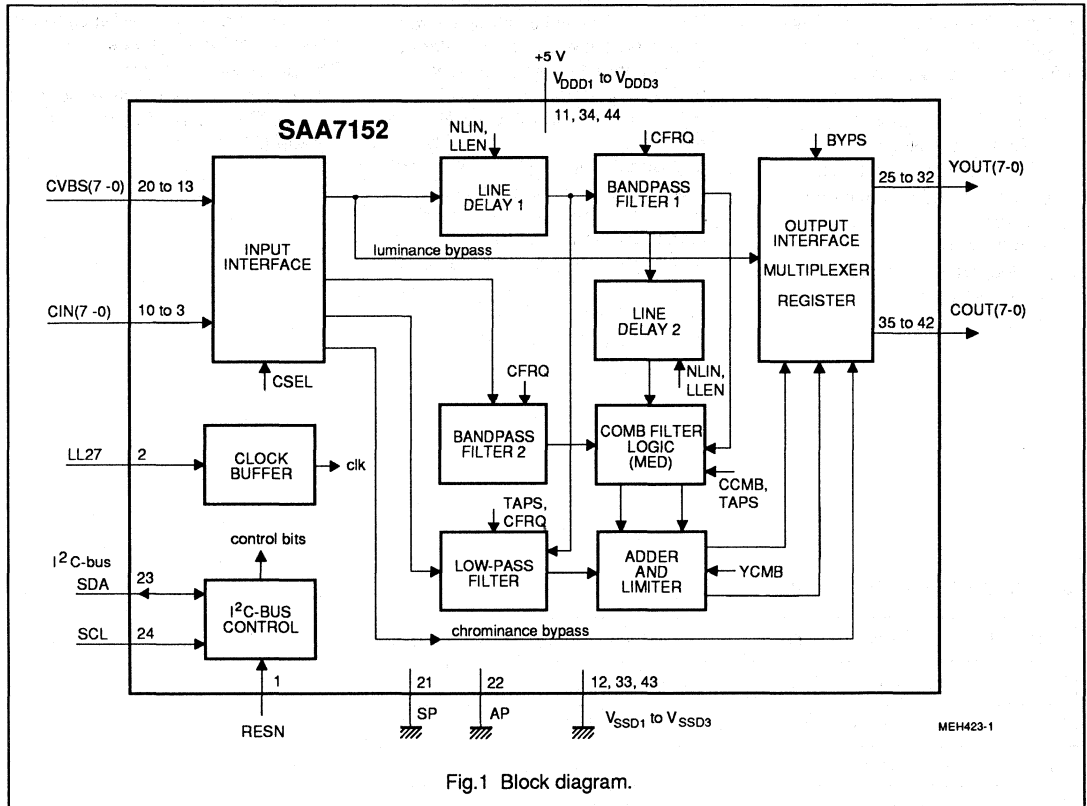 +5 V
VDDD1 to VDDD3
11, 34, 44
SAA7152
NLIN,
LLEN
CFRQ
BYPS
CVBS(7 -0)
20 to 13
INPUT
INTERFACE
LINE
DELAY 1
BANDPASS
FILTER 1
OUTPUT
INTERFACE
MULTIPLEXER
REGISTER
25 to 32
YOUT(7-0)
luminance bypass
CIN(7 -0)
10 to 3
LINE
DELAY 2
35 to 42
COUT(7-0)
CSEL
CFRQ
NLIN,
LLEN
LL27
2
CLOCK
BUFFER
clk
BANDPASS
FILTER 2
COMB FILTER
LOGIC
(MED)
CCMB,
TAPS
TAPS,
CFRQ
control bits
I²C-bus
SDA
23
SCL
24
I²C-BUS
CONTROL
LOW-PASS
FILTER
ADDER
AND
LIMITER
YCMB
chrominance bypass
1
RESN
21
SP
22
AP
12, 33, 43
VSSD1 to VSSD3
MEH423-1
Fig.1 Block diagram.